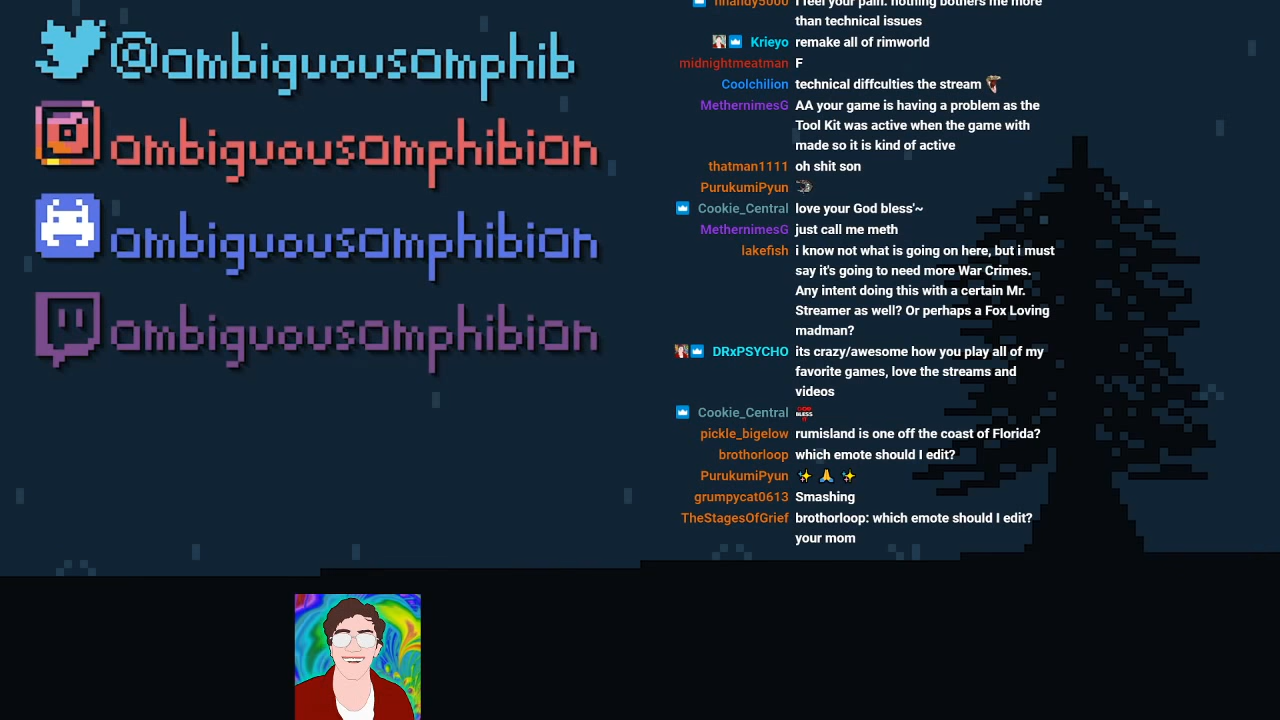 @ambiguousamphib
ambiguousamphibian
ambiguousamphibian
ambiguousamphibian
I feel your pain. nothing bothers me more
than technical issues
Krieyo remake all of rimworld
midnightmeatman F
Coolchilion technical diffculties the stream
MethernimesG AA your game is having a problem as the
Tool Kit was active when the game with
made so it is kind of active
thatman1111 oh shit son
PurukumiPyun
Cookie_Central love your God bless'~
MethernimesG just call me meth
lakefish i know not what is going on here, but i must
say it's going to need more War Crimes.
Any intent doing this with a certain Mr.
Streamer as well? Or perhaps a Fox Loving
madman?
DRxPSYCHO its crazy/awesome how you play all of my
favorite games, love the streams and
videos
Cookie_Central
pickle_bigelow rumisland is one off the coast of Florida?
brothorloop which emote should I edit?
PurukumiPyun ✨ 🙏 ✨
grumpycat0613 Smashing
TheStagesOfGrief brothorloop: which emote should I edit?
your mom